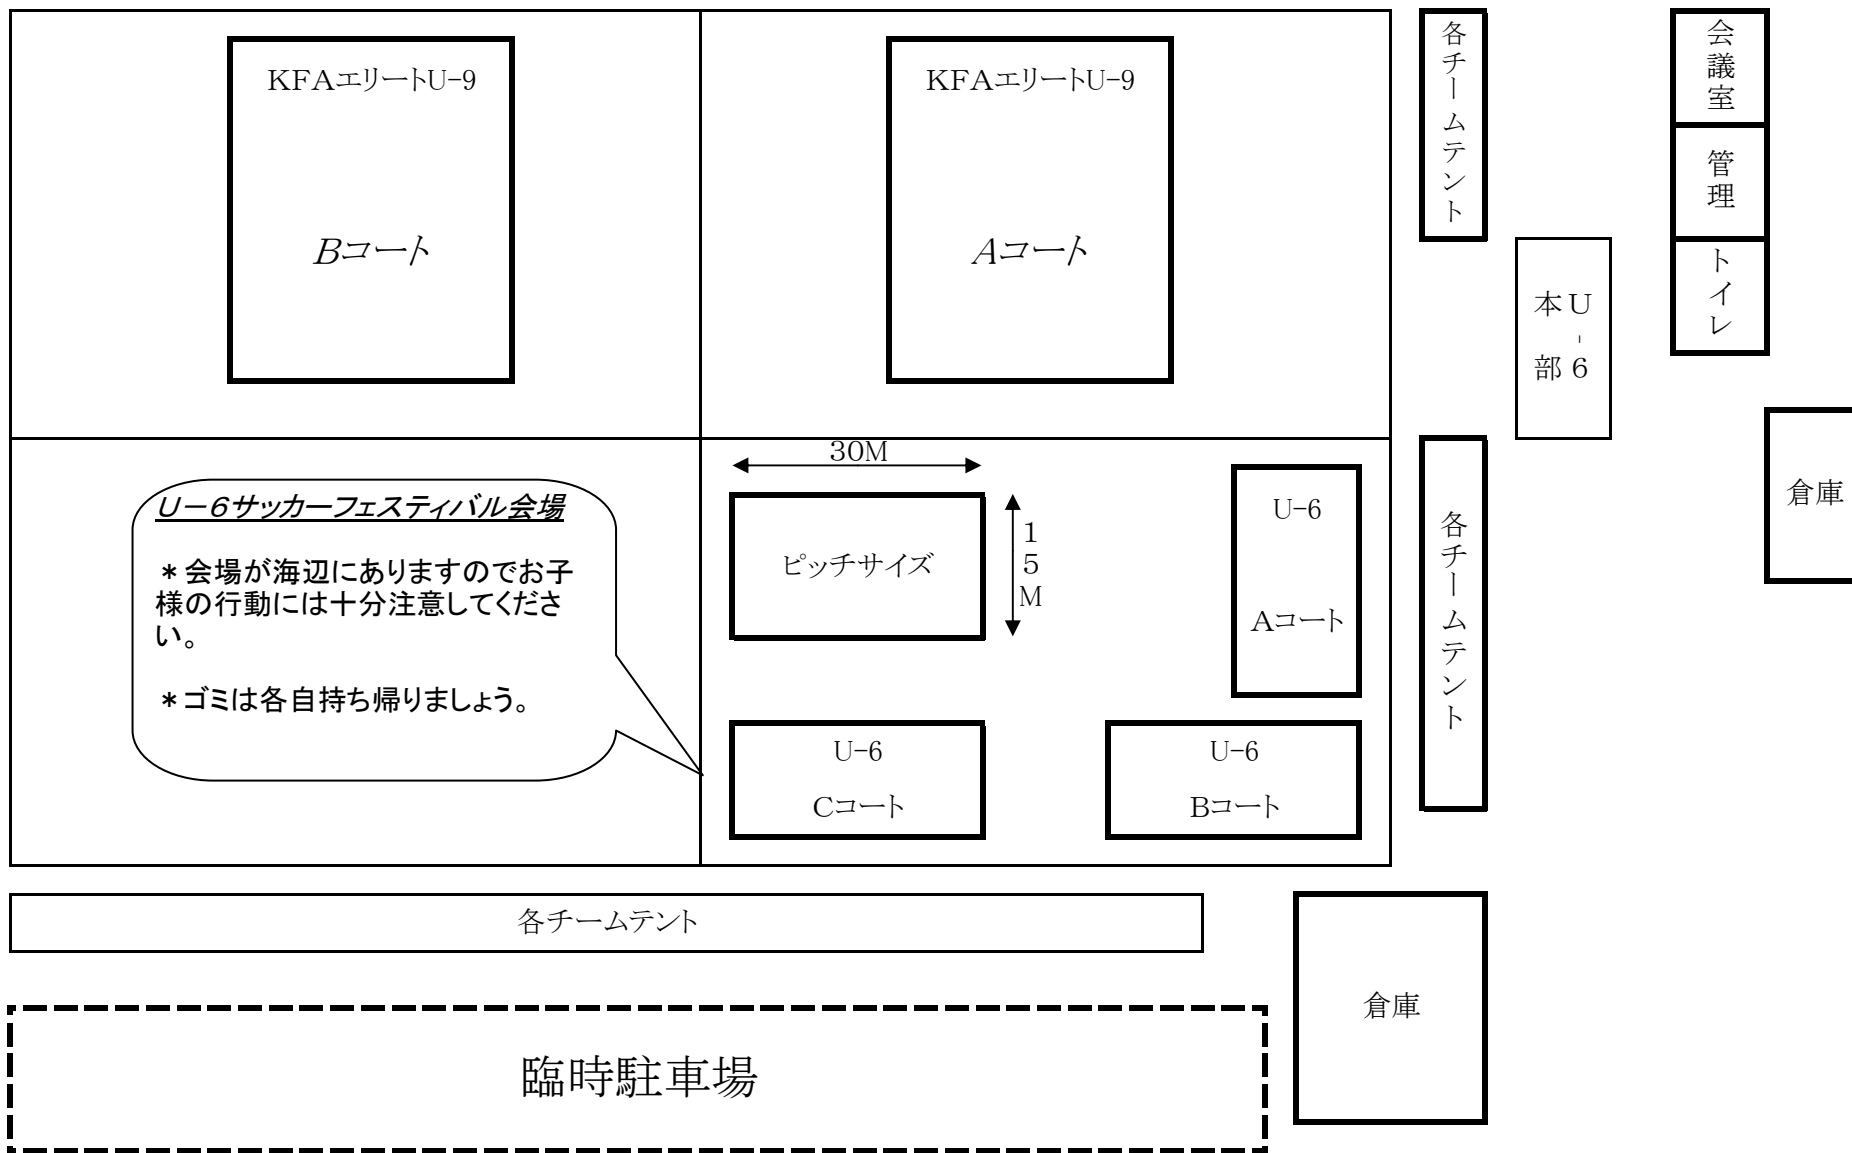 KFAエリートU-9
Bコート
KFAエリートU-9
Aコート
各チームテント
会議室
管理
トイレ
U-6
本部
倉庫
U－6サッカーフェスティバル会場
＊会場が海辺にありますのでお子
様の行動には十分注意してくださ
い。
＊ゴミは各自持ち帰りましょう。
30M
ピッチサイズ
15M
U-6
Aコート
各チームテント
U-6
Cコート
U-6
Bコート
各チームテント
倉庫
臨時駐車場